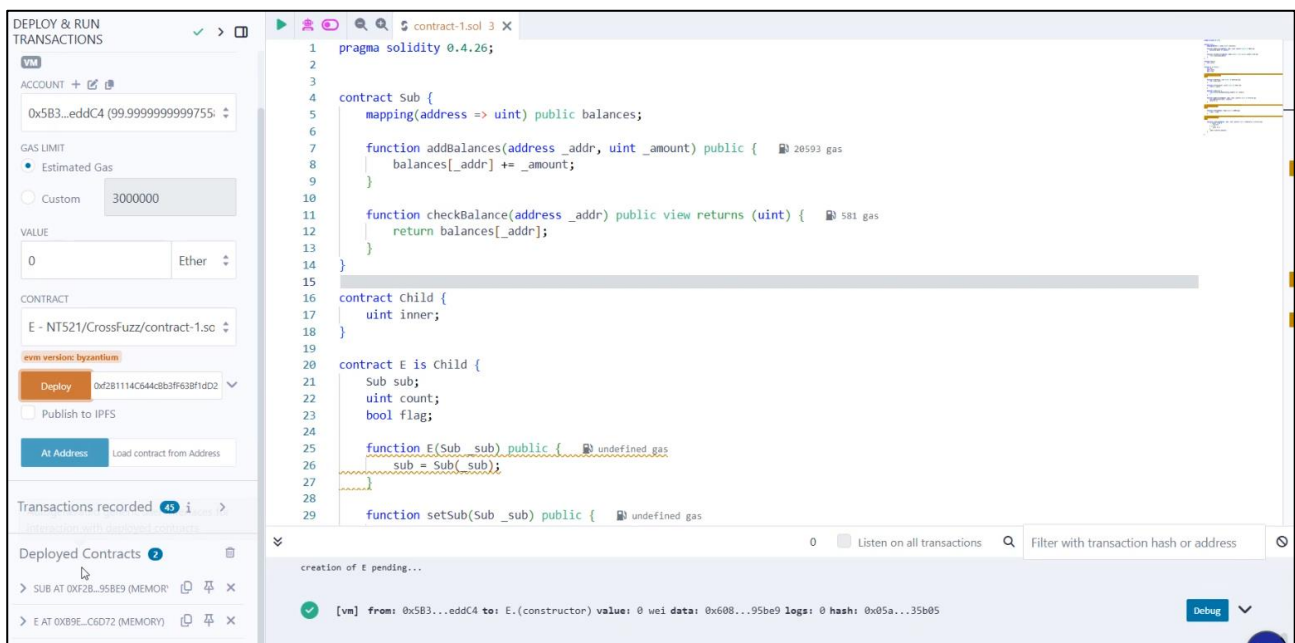 DEPLOY & RUN
TRANSACTIONS
VM
ACCOUNT
0x5B3...eddC4 (99.9999999999755
GAS LIMIT
Estimated Gas
Custom 3000000
VALUE
0 Ether
CONTRACT
E - NT521/CrossFuzz/contract-1.sc
evm version: byzantium
Deploy 0xf2B1114C644cBb3fF63Bf1dD2
Publish to IPFS
At Address Load contract from Address
Transactions recorded 45 i
Deployed Contracts 2
SUB AT 0XF2B...95BE9 (MEMOR
E AT 0XB9E...C6D72 (MEMORY)
contract-1.sol 3
1 pragma solidity 0.4.26;
2
3
4 contract Sub {
5 mapping(address => uint) public balances;
6
7 function addBalances(address _addr, uint _amount) public { 20593 gas
8 balances[_addr] += _amount;
9 }
10
11 function checkBalance(address _addr) public view returns (uint) { 581 gas
12 return balances[_addr];
13 }
14 }
15
16 contract Child {
17 uint inner;
18 }
19
20 contract E is Child {
21 Sub sub;
22 uint count;
23 bool flag;
24
25 function E(Sub _sub) public { undefined gas
26 sub = Sub(_sub);
27 }
28
29 function setSub(Sub _sub) public { undefined gas
0 Listen on all transactions Filter with transaction hash or address
creation of E pending...
[vm] from: 0x5B3...eddC4 to: E.(constructor) value: 0 wei data: 0x608...95be9 logs: 0 hash: 0x05a...35b05
Debug